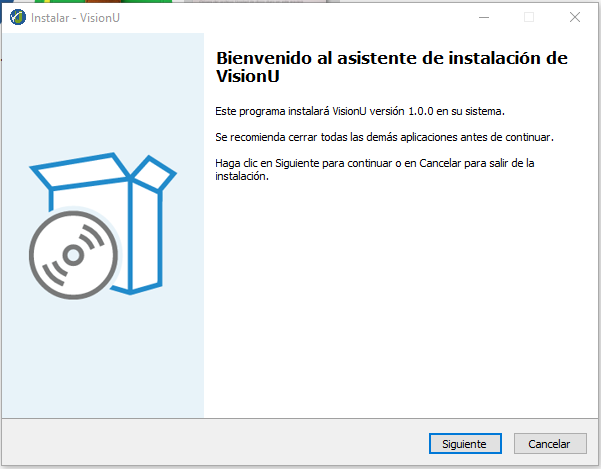 Instalar - VisionU
Bienvenido al asistente de instalación de
VisionU
Este programa instalará VisionU versión 1.0.0 en su sistema.
Se recomienda cerrar todas las demás aplicaciones antes de continuar.
Haga clic en Siguiente para continuar o en Cancelar para salir de la
instalación.
Siguiente
Cancelar